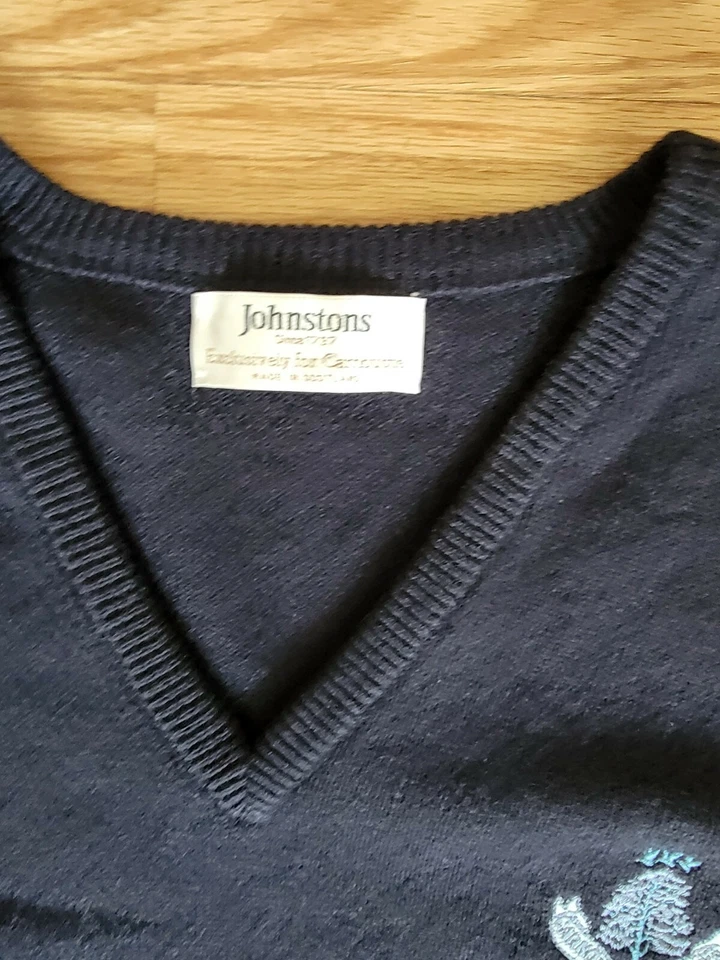 Johnstons
Since 1797
Exclusively for Carnoustie
MADE IN SCOTLAND